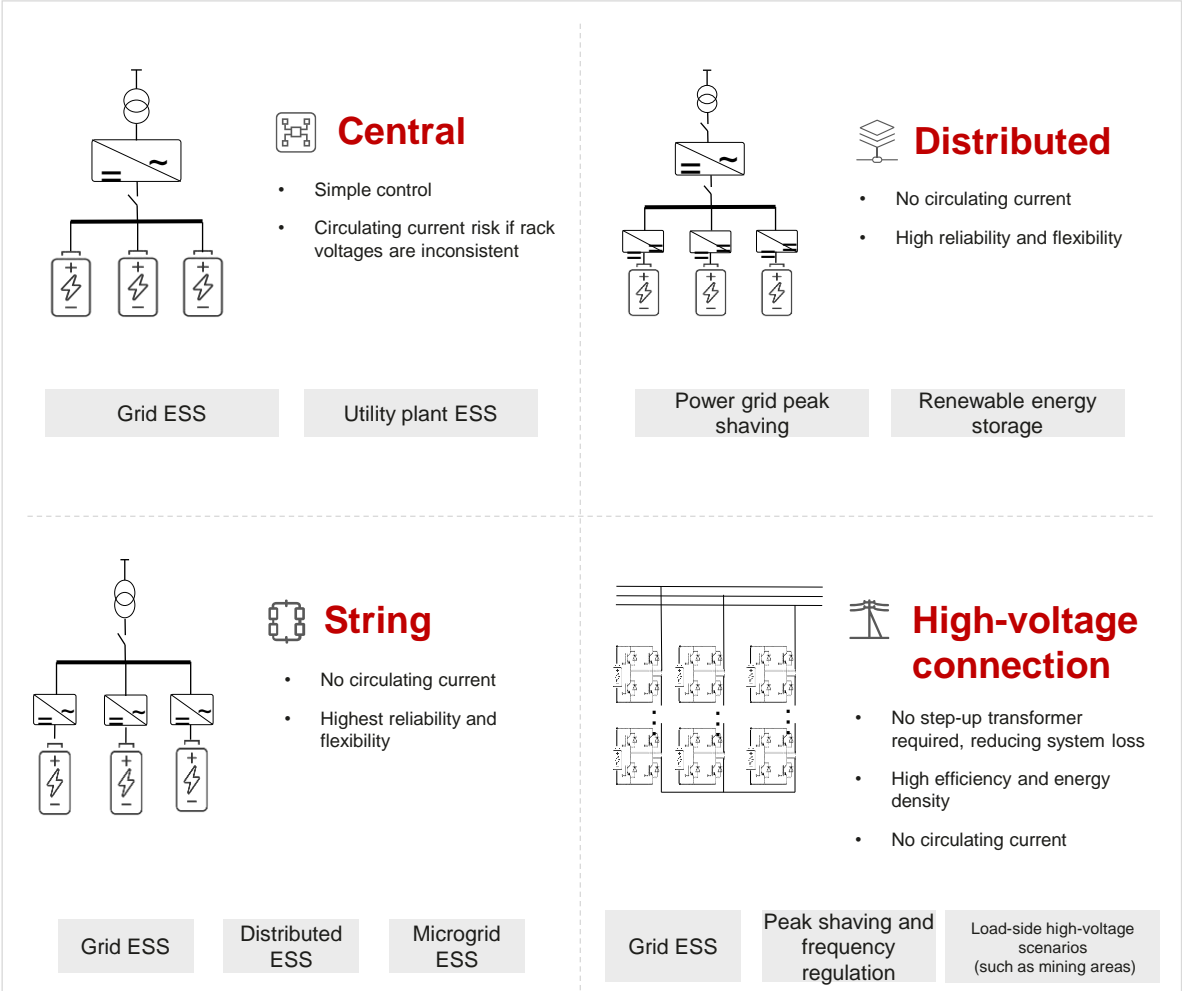 Central
• Simple control
• Circulating current risk if rack
voltages are inconsistent
Grid ESS
Utility plant ESS
Distributed
• No circulating current
• High reliability and flexibility
Power grid peak
shaving
Renewable energy
storage
String
• No circulating current
• Highest reliability and
flexibility
Grid ESS
Distributed
ESS
Microgrid
ESS
High-voltage
connection
• No step-up transformer
required, reducing system loss
• High efficiency and energy
density
• No circulating current
Grid ESS
Peak shaving and
frequency
regulation
Load-side high-voltage
scenarios
(such as mining areas)